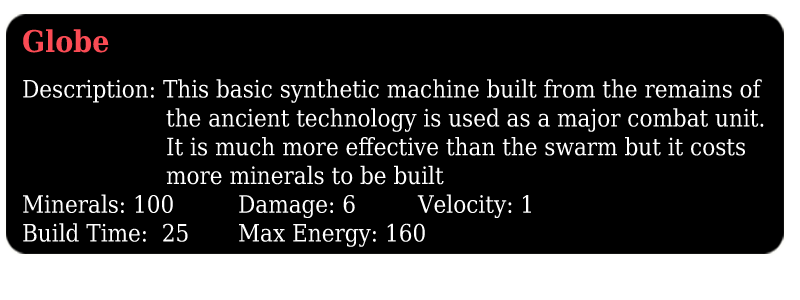 Globe
Description: This basic synthetic machine built from the remains of
the ancient technology is used as a major combat unit.
It is much more effective than the swarm but it costs
more minerals to be built
Minerals: 100 Damage: 6 Velocity: 1
Build Time: 25 Max Energy: 160